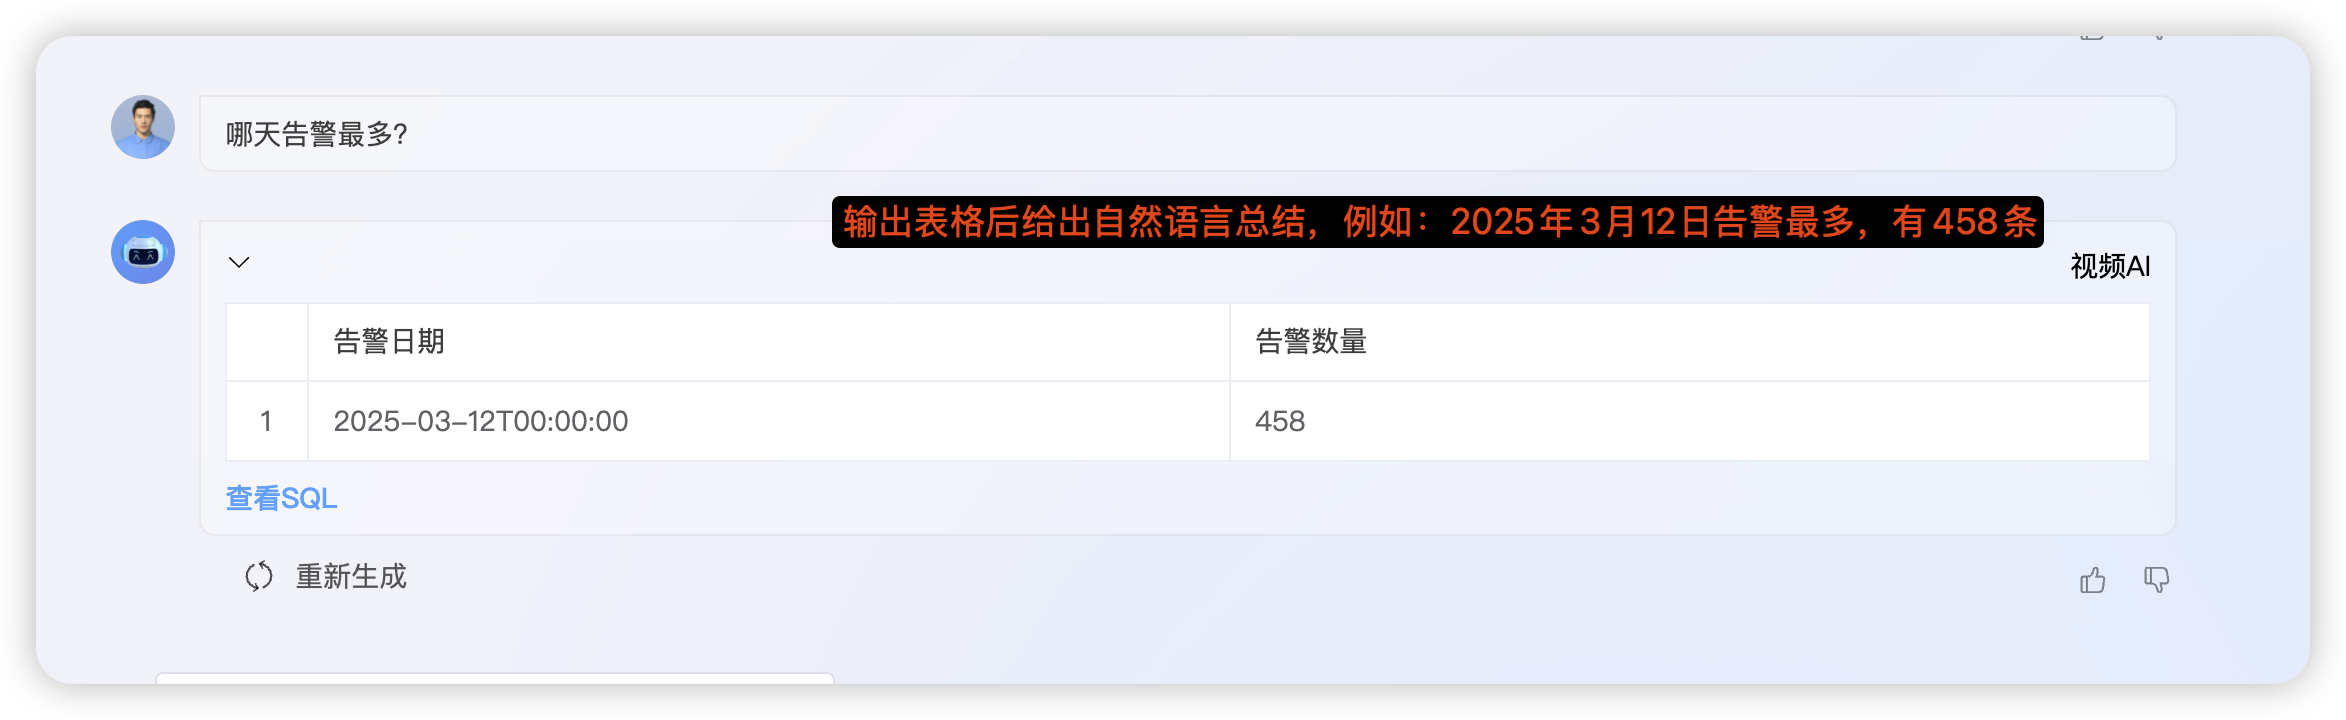 哪天告警最多?
输出表格后给出自然语言总结，例如：2025年3月12日告警最多，有458条
视频AI
告警日期 告警数量
1 2025-03-12T00:00:00 458
查看SQL
重新生成